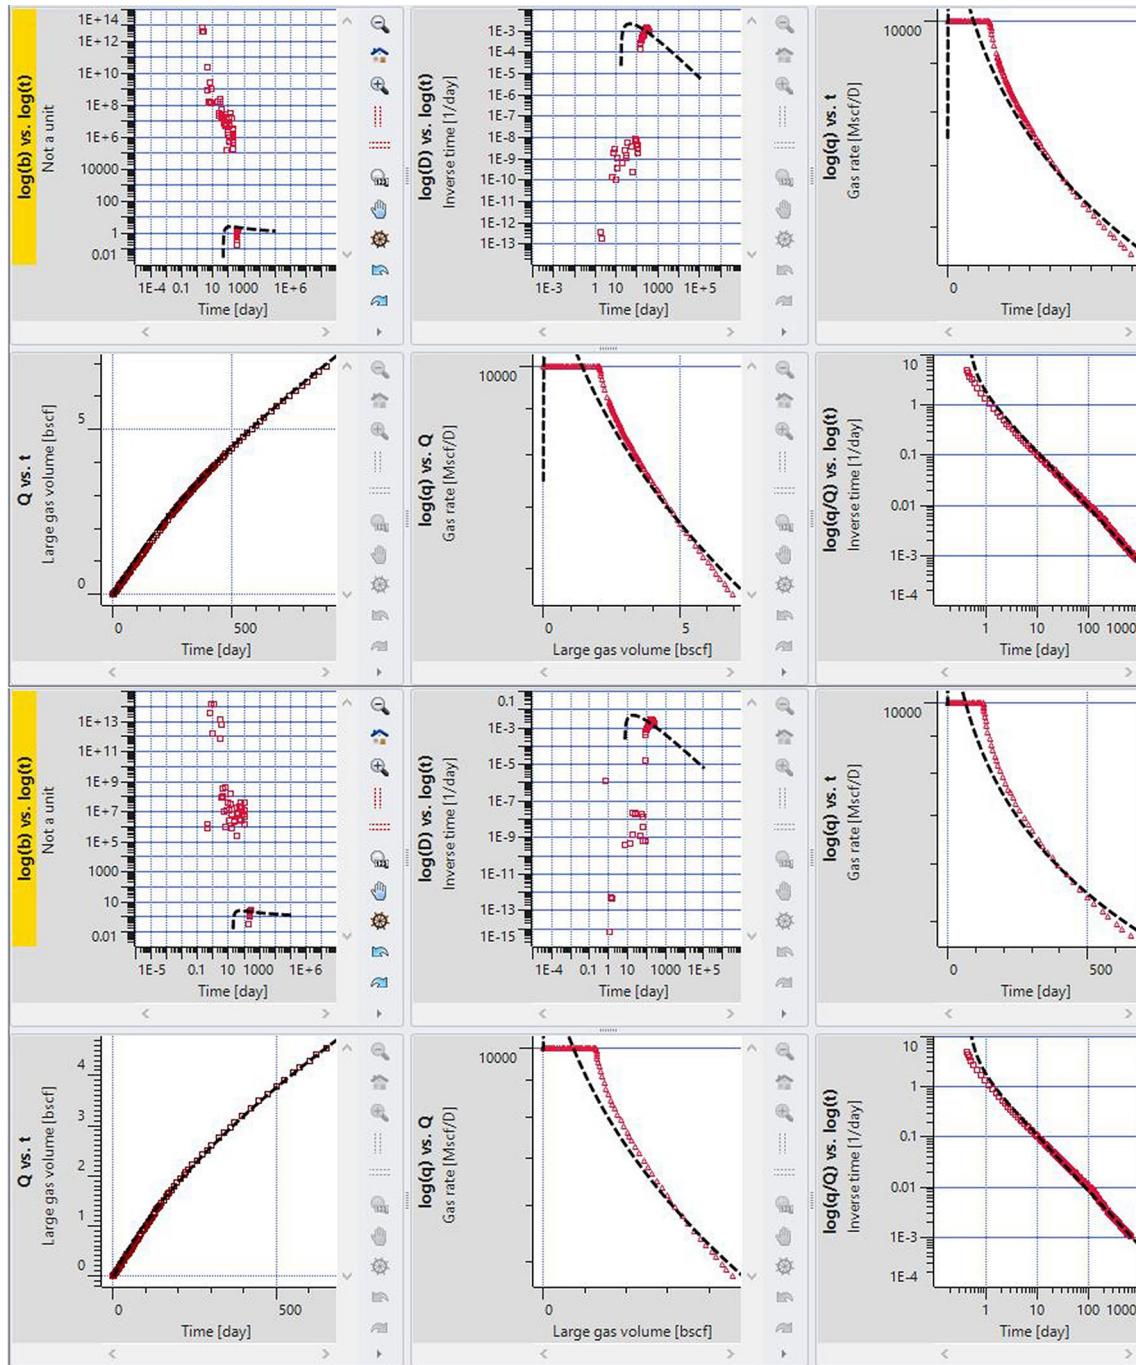 log(b) vs. log(t)
Not a unit
1E+14
1E+12
1E+10
1E+8
1E+6
10000
100
1
0.01
1E-4 0.1 10 1000 1E+6
Time [day]
log(D) vs. log(t)
Inverse time [1/day]
1E-3
1E-4
1E-5
1E-6
1E-7
1E-8
1E-9
1E-10
1E-11
1E-12
1E-13
1E-3 1 10 1000 1E+5
Time [day]
log(q) vs. t
Gas rate [Mscf/D]
10000
0
Time [day]
Q vs. t
Large gas volume [bscf]
5
0
0 500
Time [day]
log(q) vs. Q
Gas rate [Mscf/D]
10000
0 5
Large gas volume [bscf]
log(q/Q) vs. log(t)
Inverse time [1/day]
10
1
0.1
0.01
1E-3
1E-4
1 10 100 1000
Time [day]
log(b) vs. log(t)
Not a unit
1E+13
1E+11
1E+9
1E+7
1E+5
1000
10
0.01
1E-5 0.1 10 1000 1E+6
Time [day]
log(D) vs. log(t)
Inverse time [1/day]
0.1
1E-3
1E-5
1E-7
1E-9
1E-11
1E-13
1E-15
1E-4 1 10 1000 1E+5
Time [day]
log(q) vs. t
Gas rate [Mscf/D]
10000
0 500
Time [day]
Q vs. t
Large gas volume [bscf]
4
3
2
1
0
0 500
Time [day]
log(q) vs. Q
Gas rate [Mscf/D]
10000
0
Large gas volume [bscf]
log(q/Q) vs. log(t)
Inverse time [1/day]
10
1
0.1
0.01
1E-3
1E-4
1 10 100 1000
Time [day]